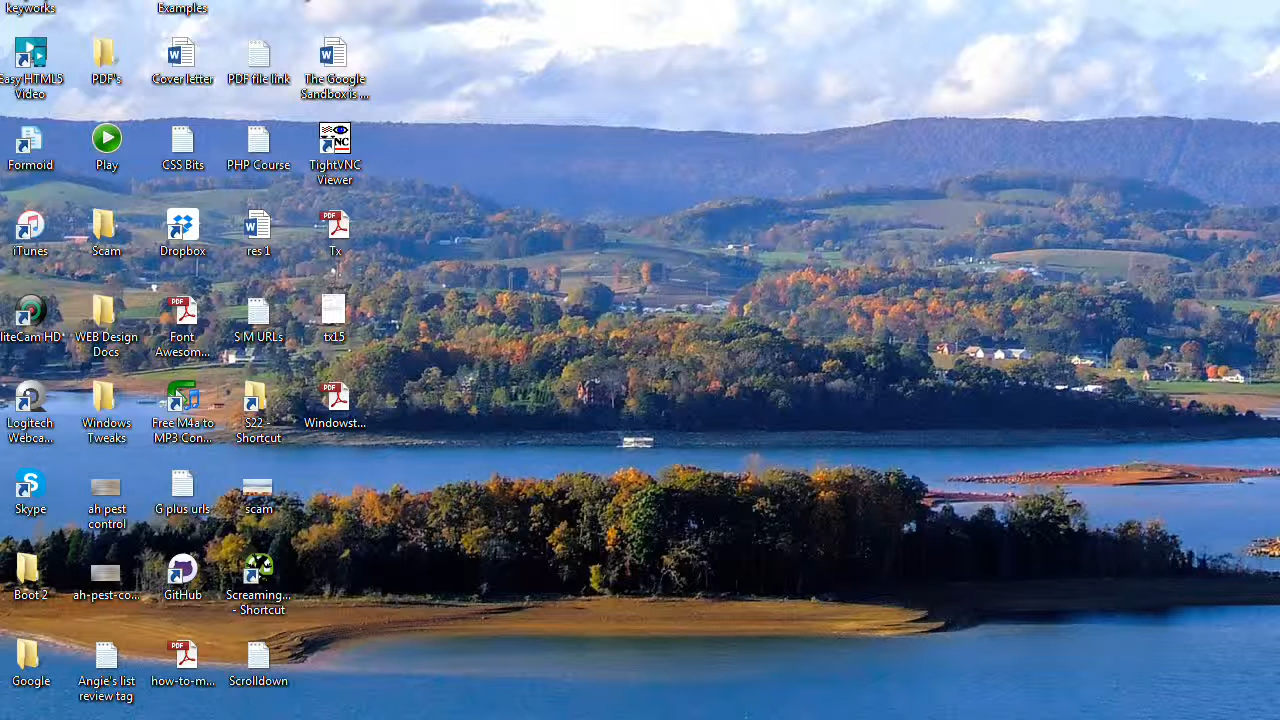 keyworks
Examples
Easy HTML5
Video
PDF's
Cover letter
PDF file link
The Google
Sandbox is ...
Formoid
Play
CSS Bits
PHP Course
TightVNC
Viewer
iTunes
Scam
Dropbox
res 1
Tx
liteCam HD'
WEB Design
Docs
Font
Awesom...
S M URLs
tx15
Logitech
Webca...
Windows
Tweaks
Free M4a to
MP3 Con...
S22 -
Shortcut
Windowst...
Skype
ah pest
control
G plus urls
scam
Boot 2
ah-pest-co...
GitHub
Screaming...
- Shortcut
Google
Angie's list
review tag
how-to-m...
Scrolldown